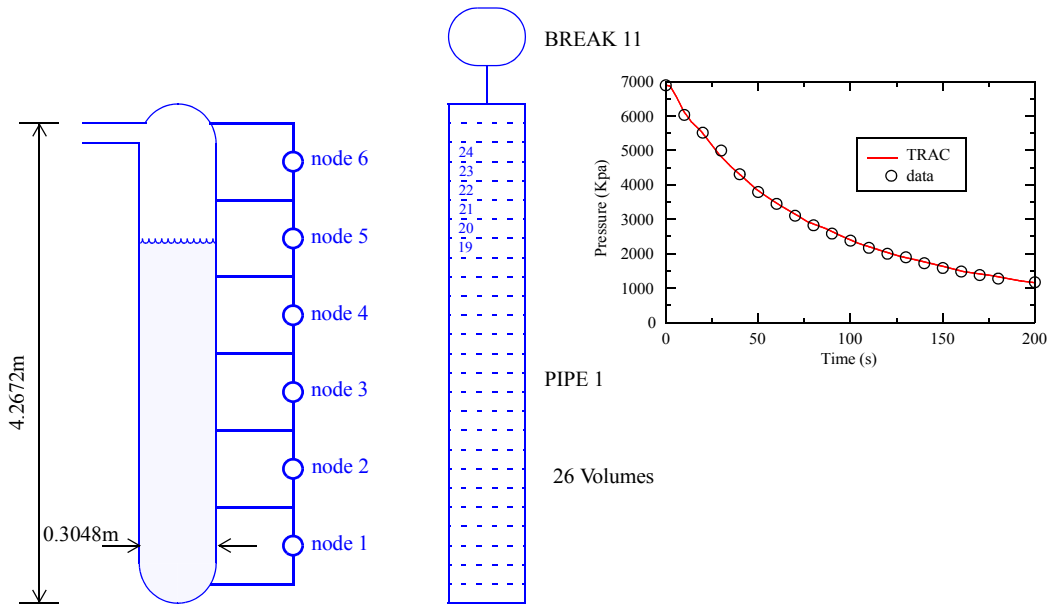 BREAK 11
node 6
node 5
node 4
node 3
node 2
node 1
4.2672m
0.3048m
24
23
22
21
20
19
PIPE 1
26 Volumes
7000
6000
5000
4000
3000
2000
1000
0
Pressure (Kpa)
TRAC
data
0
50
100
150
200
Time (s)